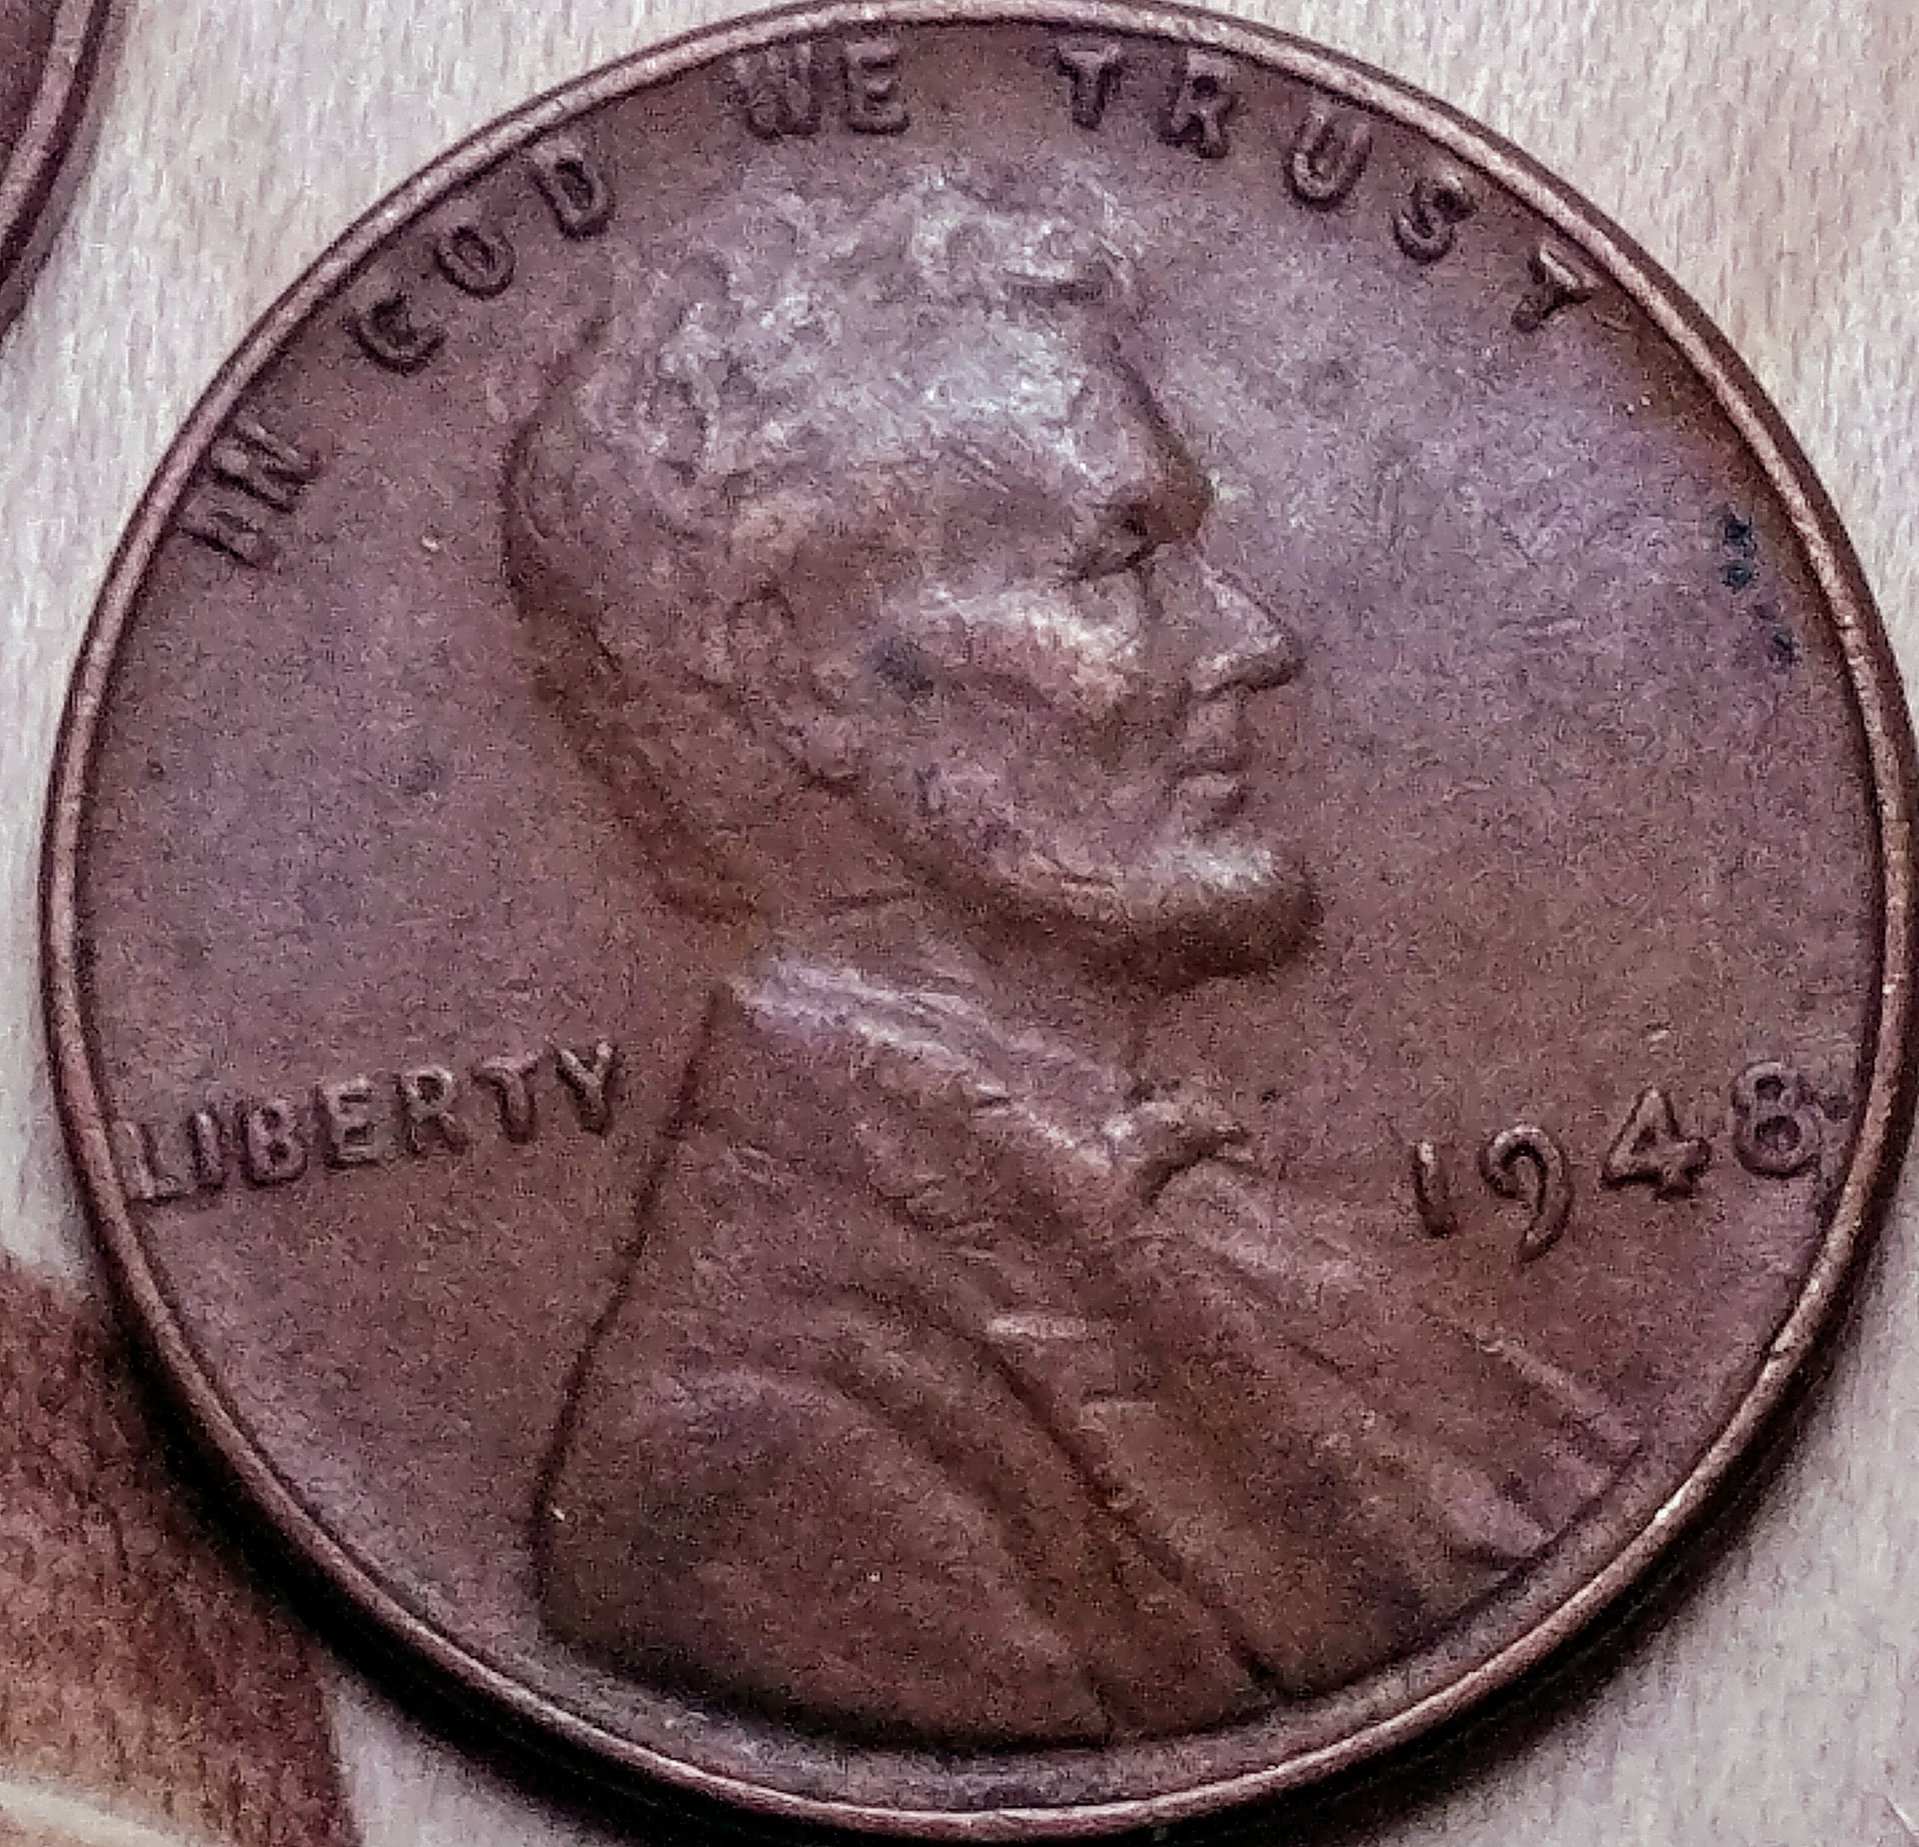 IN GOD WE TRUST
LIBERTY
1948